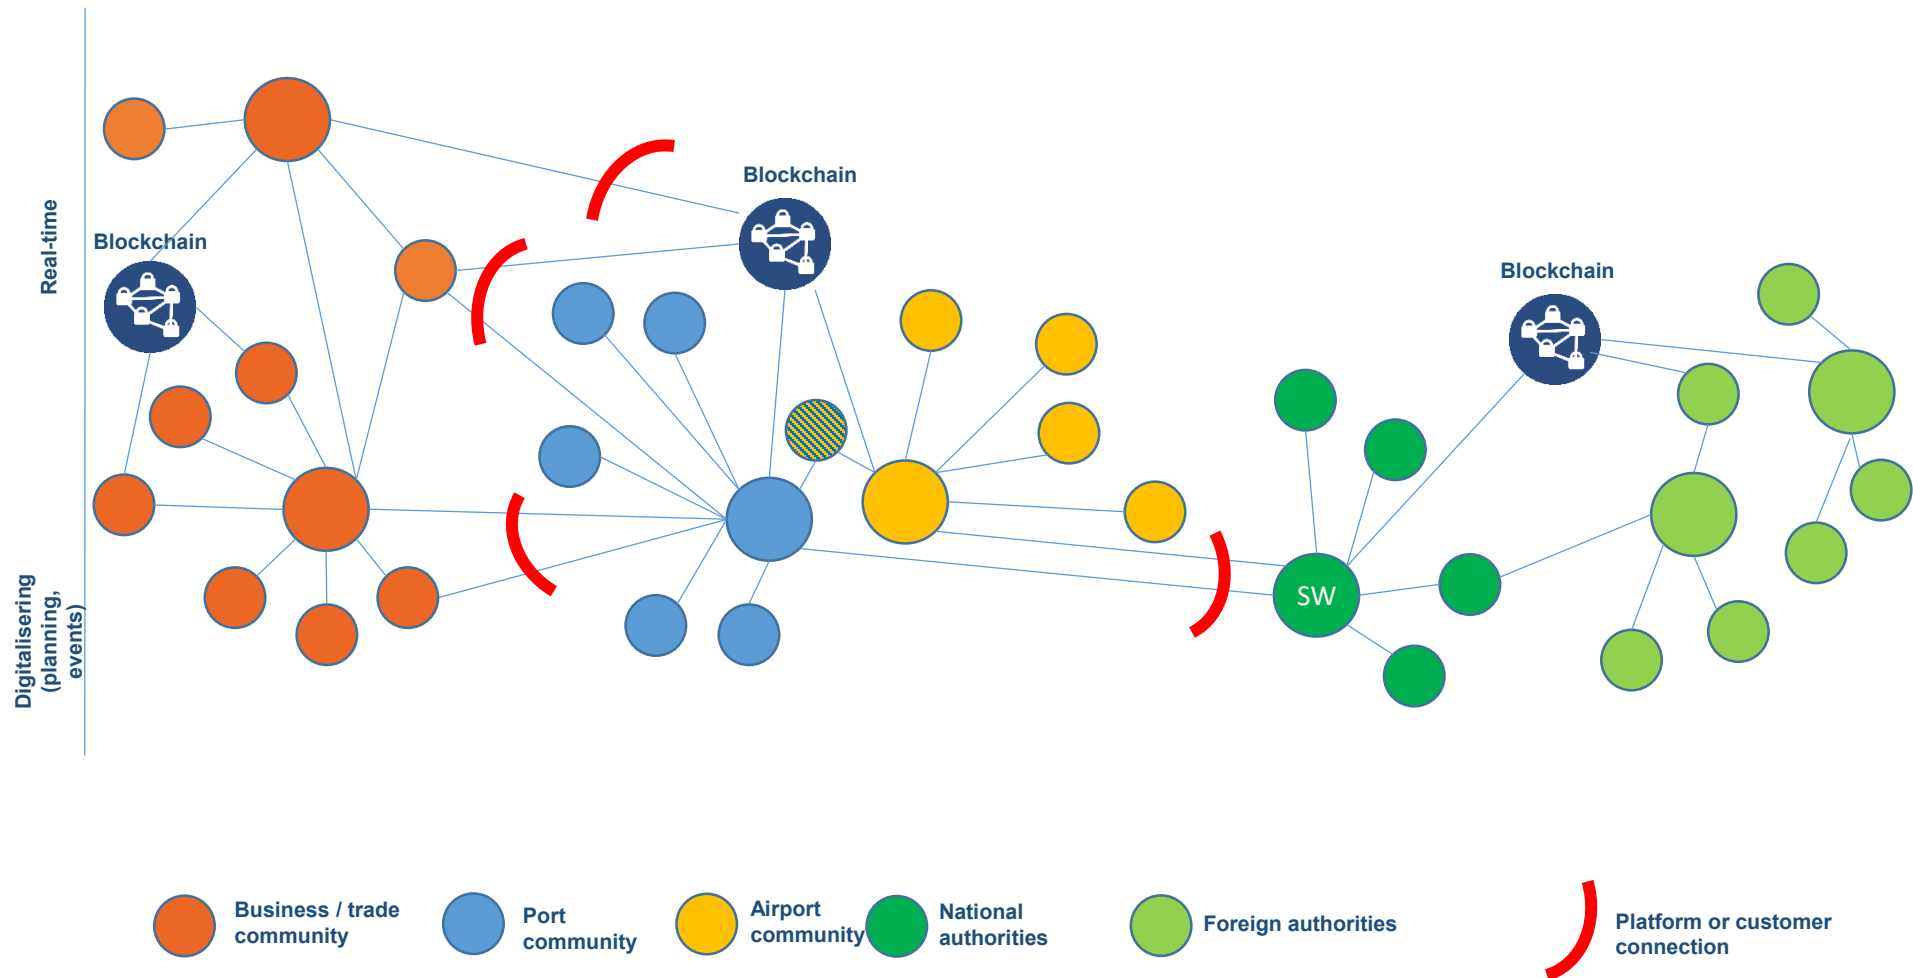 Blockchain
Real-time
Blockchain
Blockchain
Digitalisering
(planning,
events)
SW
Business / trade
community
Port
community
Airport
community
National
authorities
Foreign authorities
Platform or customer
connection